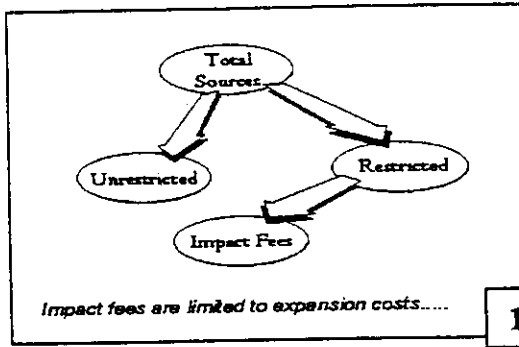 Total
Sources
Unrestricted
Restricted
Impact Fees
Impact fees are limited to expansion costs.....
1